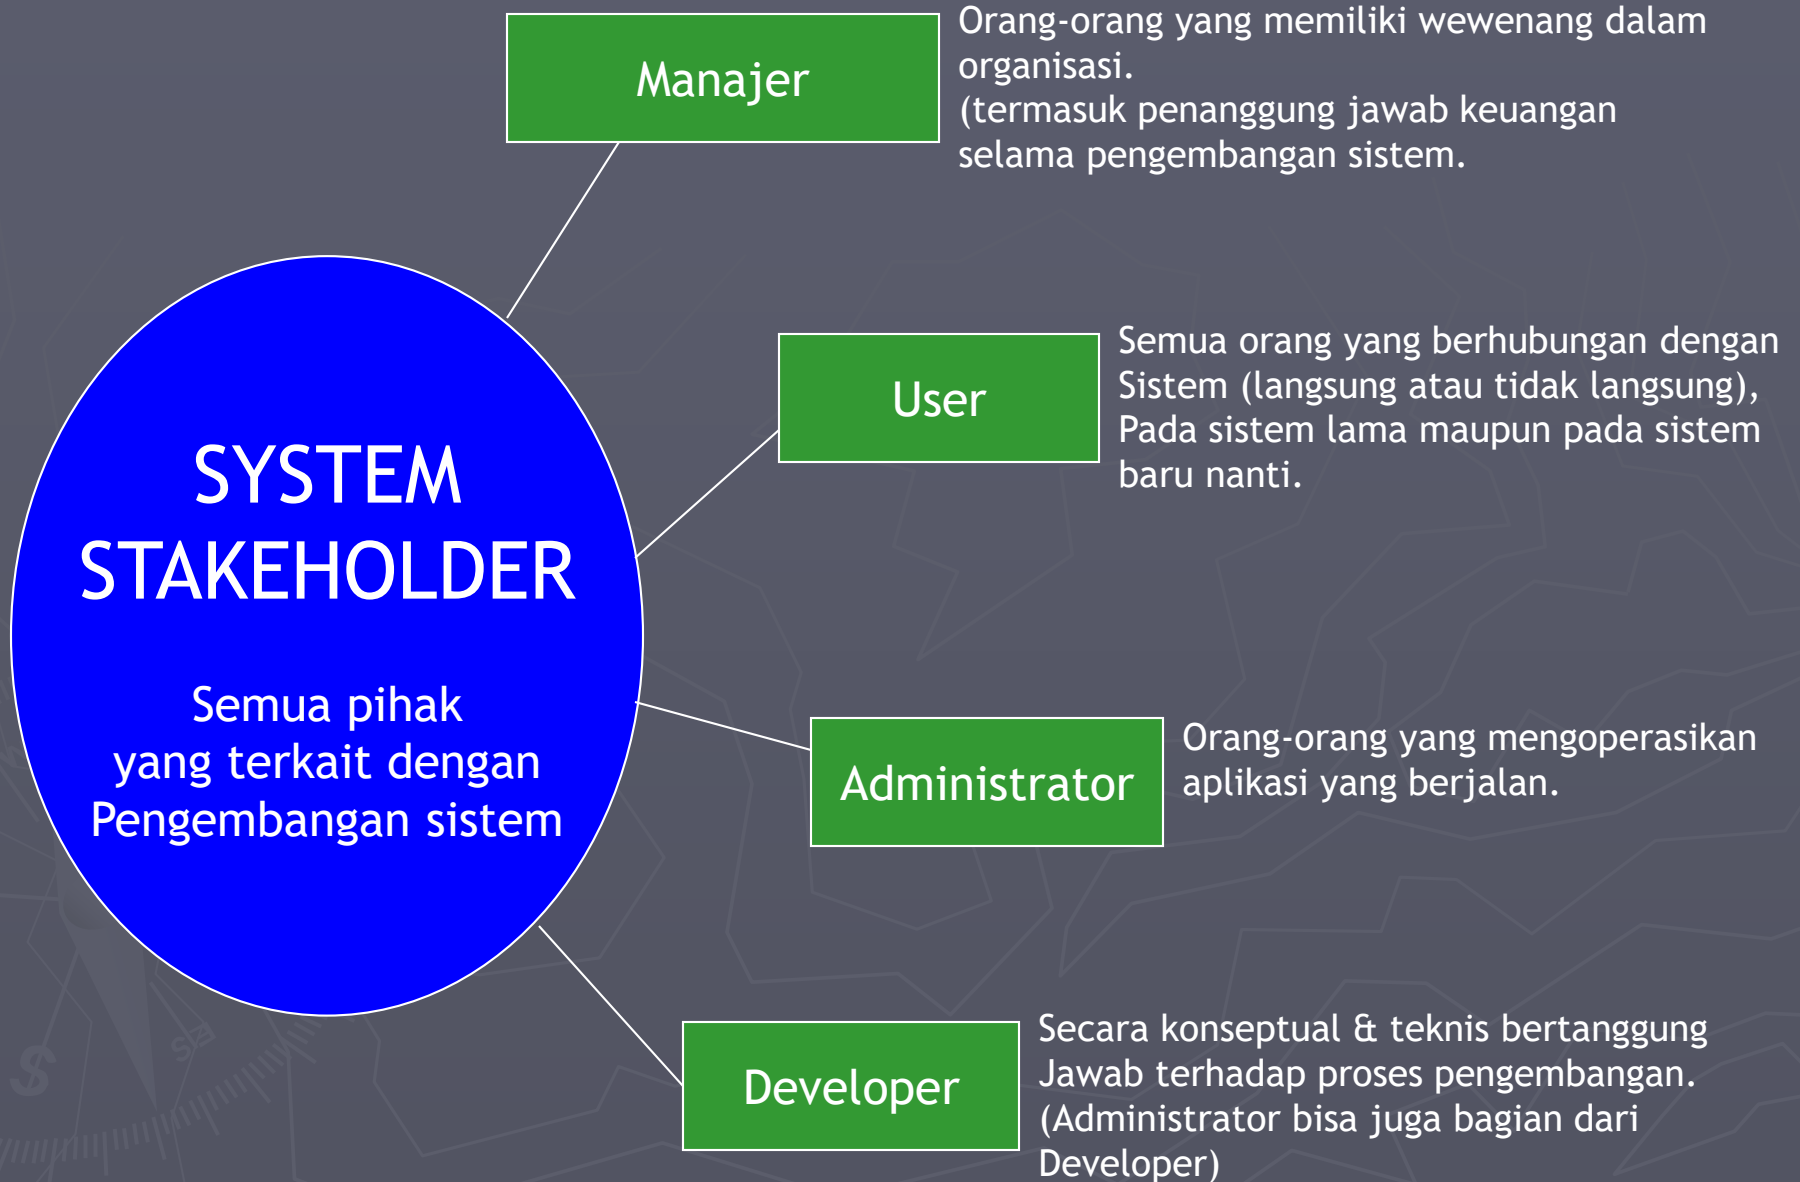 Manajer
Orang-orang yang memiliki wewenang dalam
organisasi.
(termasuk penanggung jawab keuangan
selama pengembangan sistem.
User
Semua orang yang berhubungan dengan
Sistem (langsung atau tidak langsung),
Pada sistem lama maupun pada sistem
baru nanti.
SYSTEM
STAKEHOLDER
Semua pihak
yang terkait dengan
Pengembangan sistem
Administrator
Orang-orang yang mengoperasikan
aplikasi yang berjalan.
Developer
Secara konseptual & teknis bertanggung
Jawab terhadap proses pengembangan.
(Administrator bisa juga bagian dari
Developer)